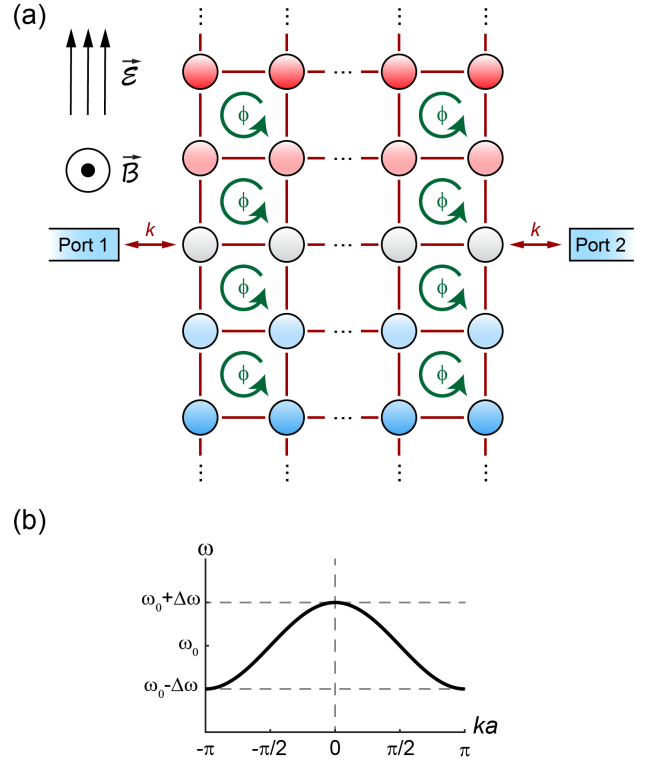 (a)
ℰ
ϕ ϕ
ℬ
ϕ ϕ
Port 1 k k Port 2
ϕ ϕ
ϕ ϕ
(b)
ω
ω₀+Δω
ω₀
ω₀-Δω
ka
-π -π/2 0 π/2 π